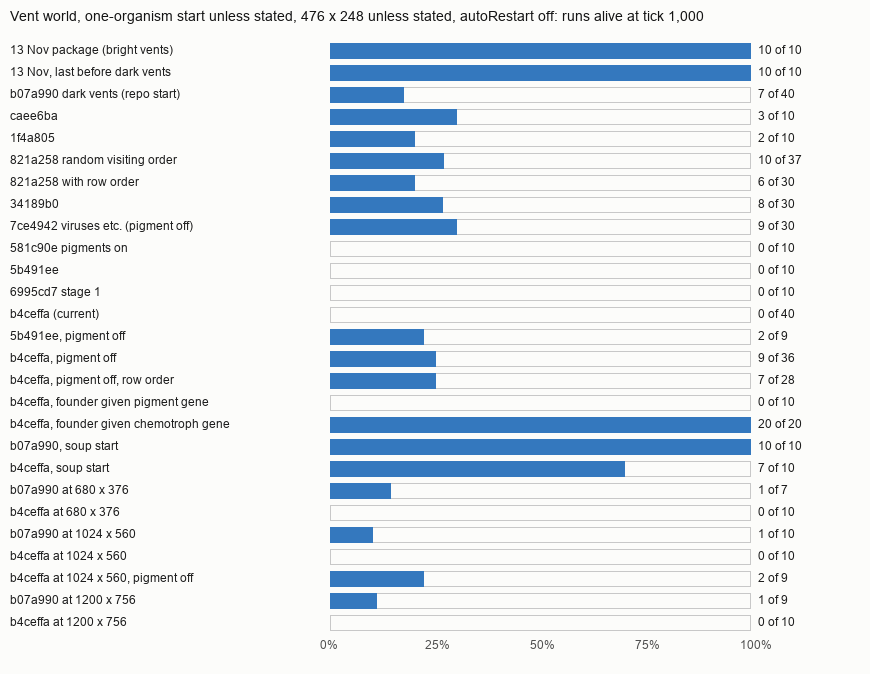 Vent world, one-organism start unless stated, 476 x 248 unless stated, autoRestart off: runs alive at tick 1,000
13 Nov package (bright vents) 10 of 10
13 Nov, last before dark vents 10 of 10
b07a990 dark vents (repo start) 7 of 40
caee6ba 3 of 10
1f4a805 2 of 10
821a258 random visiting order 10 of 37
821a258 with row order 6 of 30
34189b0 8 of 30
7ce4942 viruses etc. (pigment off) 9 of 30
581c90e pigments on 0 of 10
5b491ee 0 of 10
6995cd7 stage 1 0 of 10
b4ceffa (current) 0 of 40
5b491ee, pigment off 2 of 9
b4ceffa, pigment off 9 of 36
b4ceffa, pigment off, row order 7 of 28
b4ceffa, founder given pigment gene 0 of 10
b4ceffa, founder given chemotroph gene 20 of 20
b07a990, soup start 10 of 10
b4ceffa, soup start 7 of 10
b07a990 at 680 x 376 1 of 7
b4ceffa at 680 x 376 0 of 10
b07a990 at 1024 x 560 1 of 10
b4ceffa at 1024 x 560 0 of 10
b4ceffa at 1024 x 560, pigment off 2 of 9
b07a990 at 1200 x 756 1 of 9
b4ceffa at 1200 x 756 0 of 10
0% 25% 50% 75% 100%